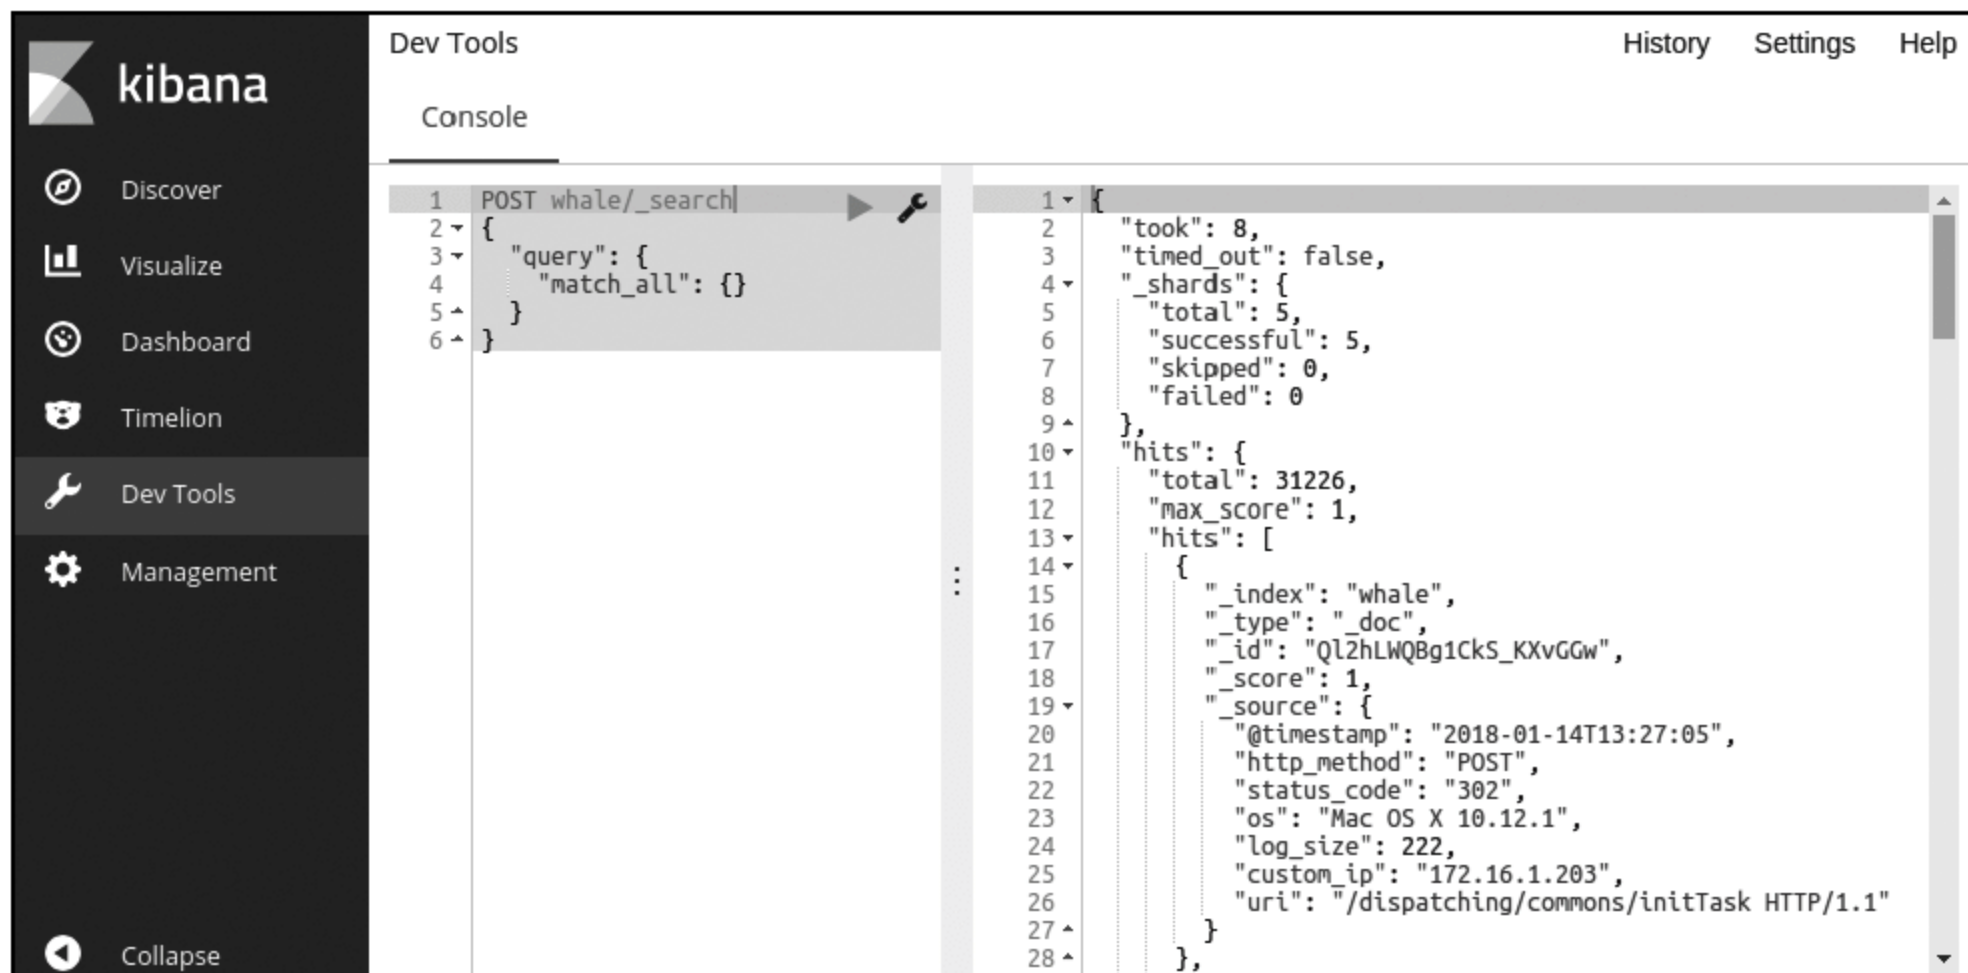 kibana
Discover
Visualize
Dashboard
Timelion
Dev Tools
Management
Collapse
Dev Tools
History Settings Help
Console
1 POST whale/_search
2 {
3 "query": {
4 "match_all": {}
5 }
6 }
1 {
2 "took": 8,
3 "timed_out": false,
4 "_shards": {
5 "total": 5,
6 "successful": 5,
7 "skipped": 0,
8 "failed": 0
9 },
10 "hits": {
11 "total": 31226,
12 "max_score": 1,
13 "hits": [
14 {
15 "_index": "whale",
16 "_type": "_doc",
17 "_id": "Ql2hLWQBg1CkS_KXvGGw",
18 "_score": 1,
19 "_source": {
20 "@timestamp": "2018-01-14T13:27:05",
21 "http_method": "POST",
22 "status_code": "302",
23 "os": "Mac OS X 10.12.1",
24 "log_size": 222,
25 "custom_ip": "172.16.1.203",
26 "uri": "/dispatching/commons/initTask HTTP/1.1"
27 }
28 },